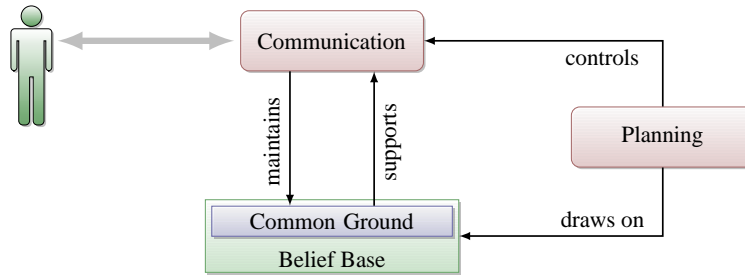 Communication
controls
maintains
supports
Planning
Common Ground
draws on
Belief Base